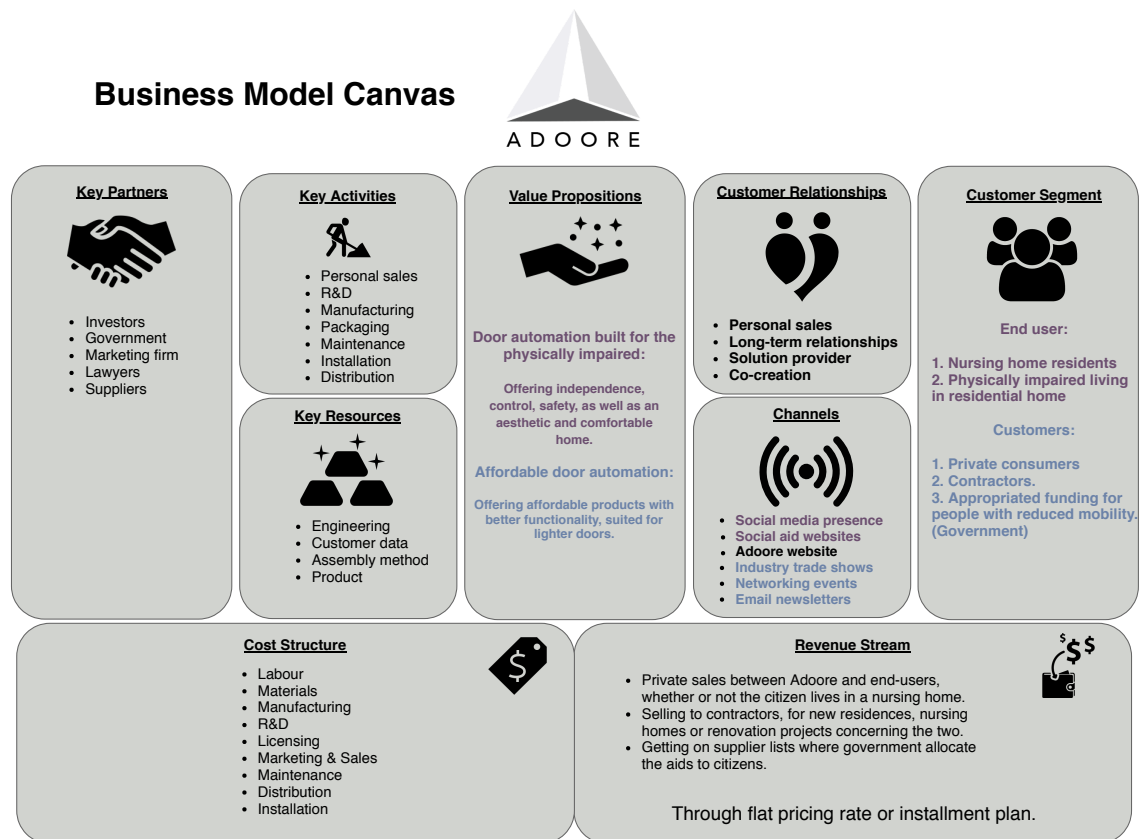 Business Model Canvas
ADOORE
Key Partners
• Investors
• Government
• Marketing firm
• Lawyers
• Suppliers
Key Activities
• Personal sales
• R&D
• Manufacturing
• Packaging
• Maintenance
• Installation
• Distribution
Key Resources
• Engineering
• Customer data
• Assembly method
• Product
Value Propositions
Door automation built for the
physically impaired:
Offering independence,
control, safety, as well as an
aesthetic and comfortable
home.
Affordable door automation:
Offering affordable products with
better functionality, suited for
lighter doors.
Customer Relationships
• Personal sales
• Long-term relationships
• Solution provider
• Co-creation
Channels
• Social media presence
• Social aid websites
• Adoore website
• Industry trade shows
• Networking events
• Email newsletters
Customer Segment
End user:
1. Nursing home residents
2. Physically impaired living
in residential home
Customers:
1. Private consumers
2. Contractors.
3. Appropriated funding for
people with reduced mobility.
(Government)
Cost Structure
$
• Labour
• Materials
• Manufacturing
• R&D
• Licensing
• Marketing & Sales
• Maintenance
• Distribution
• Installation
Revenue Stream
$ $ $
• Private sales between Adoore and end-users,
whether or not the citizen lives in a nursing home.
• Selling to contractors, for new residences, nursing
homes or renovation projects concerning the two.
• Getting on supplier lists where government allocate
the aids to citizens.
Through flat pricing rate or installment plan.